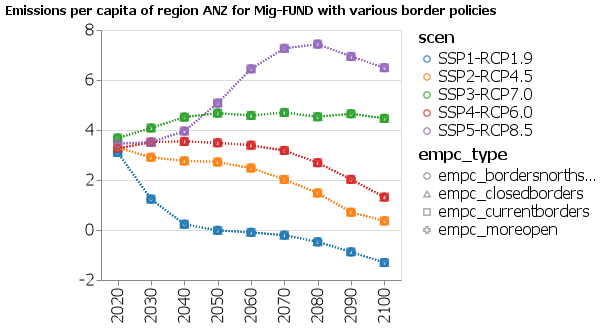 Emissions per capita of region ANZ for Mig-FUND with various border policies
8
6
4
2
0
-2
2020
2030
2040
2050
2060
2070
2080
2090
2100
scen
SSP1-RCP1.9
SSP2-RCP4.5
SSP3-RCP7.0
SSP4-RCP6.0
SSP5-RCP8.5
empc_type
empc_bordersnorths...
empc_closedborders
empc_currentborders
empc_moreopen